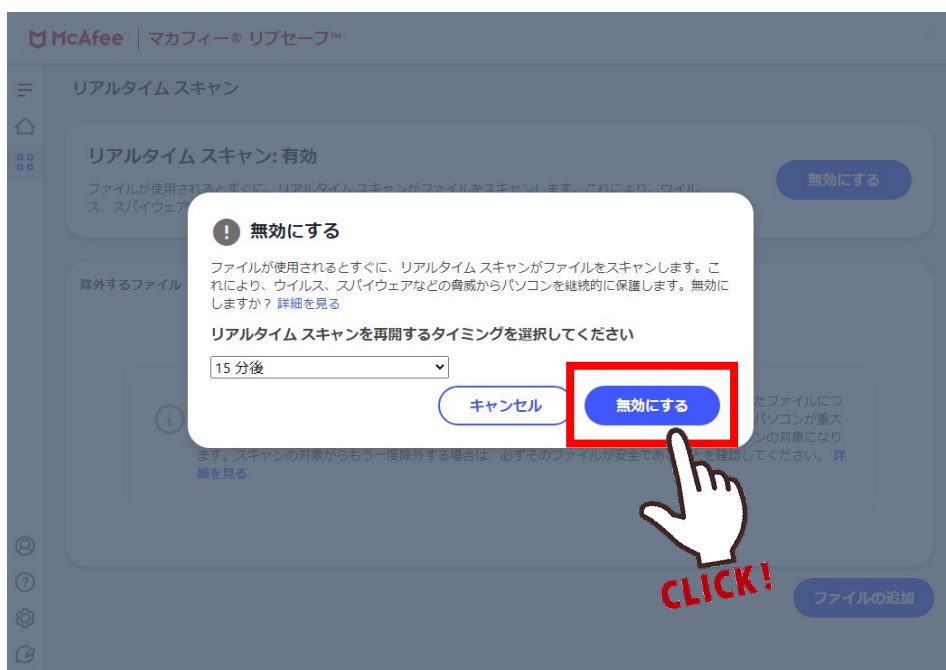 McAfee マカフィー® リブセーフ™
リアルタイム スキャン
リアルタイム スキャン: 有効
ファイルが使用されるとすぐに、リアルタイム スキャンがファイルをスキャンします。これにより、ウイル
ス、スパイウェア
無効にする
無効にする
ファイルが使用されるとすぐに、リアルタイム スキャンがファイルをスキャンします。こ
れにより、ウイルス、スパイウェアなどの脅威からパソコンを継続的に保護します。無効に
しますか? 詳細を見る
リアルタイム スキャンを再開するタイミングを選択してください
15 分後
キャンセル
無効にする
除外するファイル
たファイルにつ
パソコンが重大
ンの対象になり
ます。スキャンの対象からもう一度除外する場合は、必ずそのファイルが安全であ とを確認してください。 詳
細を見る
CLICK!
ファイルの追加